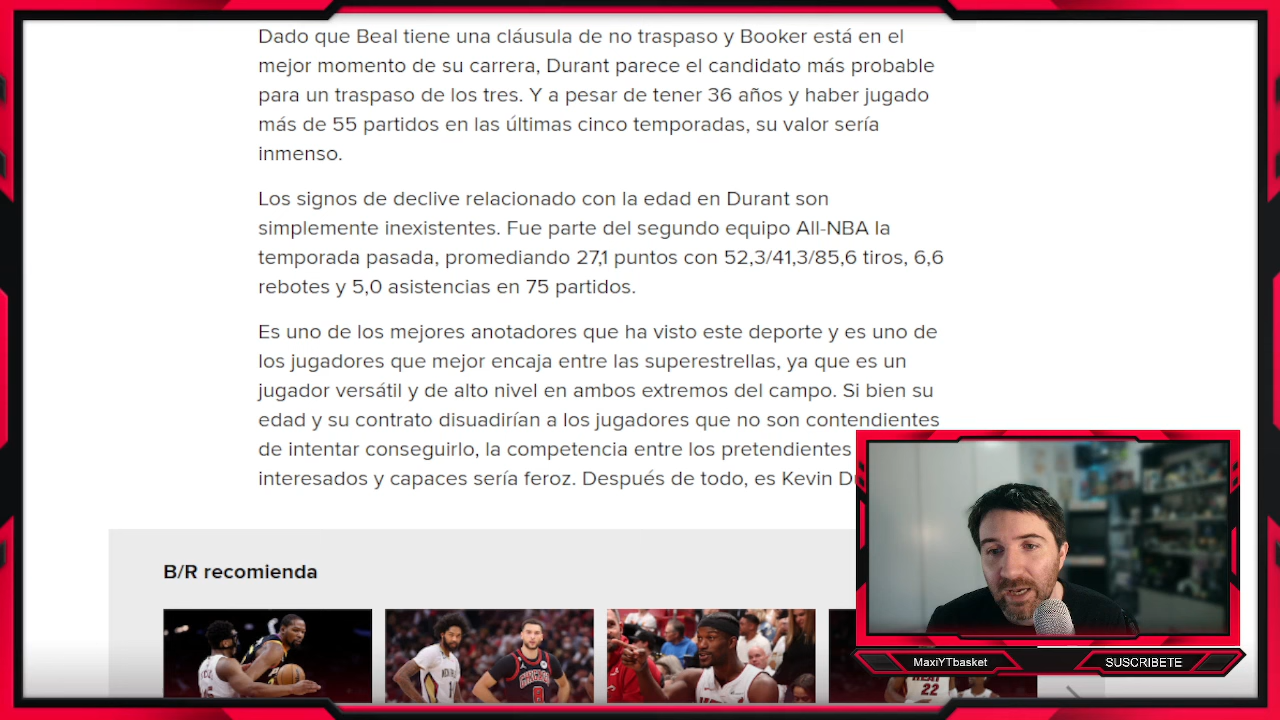 Dado que Beal tiene una cláusula de no traspaso y Booker está en el
mejor momento de su carrera, Durant parece el candidato más probable
para un traspaso de los tres. Y a pesar de tener 36 años y haber jugado
más de 55 partidos en las últimas cinco temporadas, su valor sería
inmenso.
Los signos de declive relacionado con la edad en Durant son
simplemente inexistentes. Fue parte del segundo equipo All-NBA la
temporada pasada, promediando 27,1 puntos con 52,3/41,3/85,6 tiros, 6,6
rebotes y 5,0 asistencias en 75 partidos.
Es uno de los mejores anotadores que ha visto este deporte y es uno de
los jugadores que mejor encaja entre las superestrellas, ya que es un
jugador versátil y de alto nivel en ambos extremos del campo. Si bien su
edad y su contrato disuadirían a los jugadores que no son contendientes
de intentar conseguirlo, la competencia entre los pretendientes
interesados y capaces sería feroz. Después de todo, es Kevin
B/R recomienda
MaxiYTbasket
SUSCRIBETE
HEAT
22